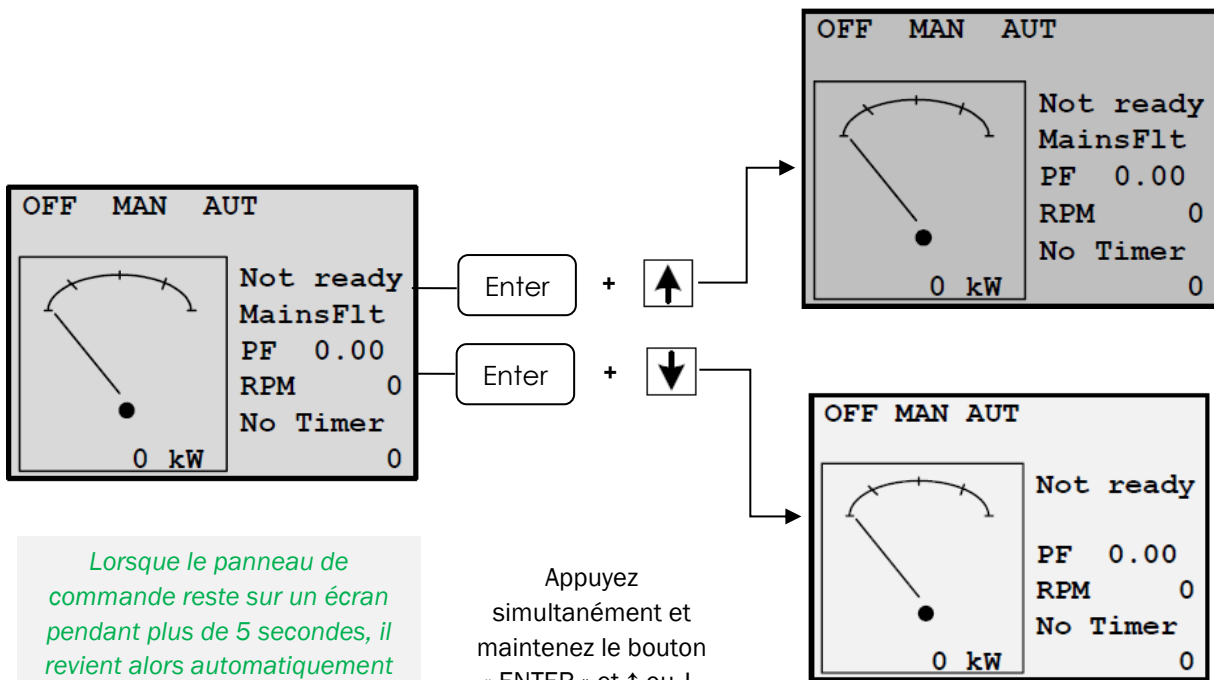 OFF MAN AUT
Not ready
MainsFlt
PF 0.00
RPM 0
No Timer
0 kW 0
Enter + ↑
Enter + ↓
OFF MAN AUT
Not ready
MainsFlt
PF 0.00
RPM 0
No Timer
0 kW 0
OFF MAN AUT
Not ready
PF 0.00
RPM 0
No Timer
0 kW 0
Lorsque le panneau de
commande reste sur un écran
pendant plus de 5 secondes, il
revient alors automatiquement
Appuyez
simultanément et
maintenez le bouton
« ENTER » et ↑ ou ↓